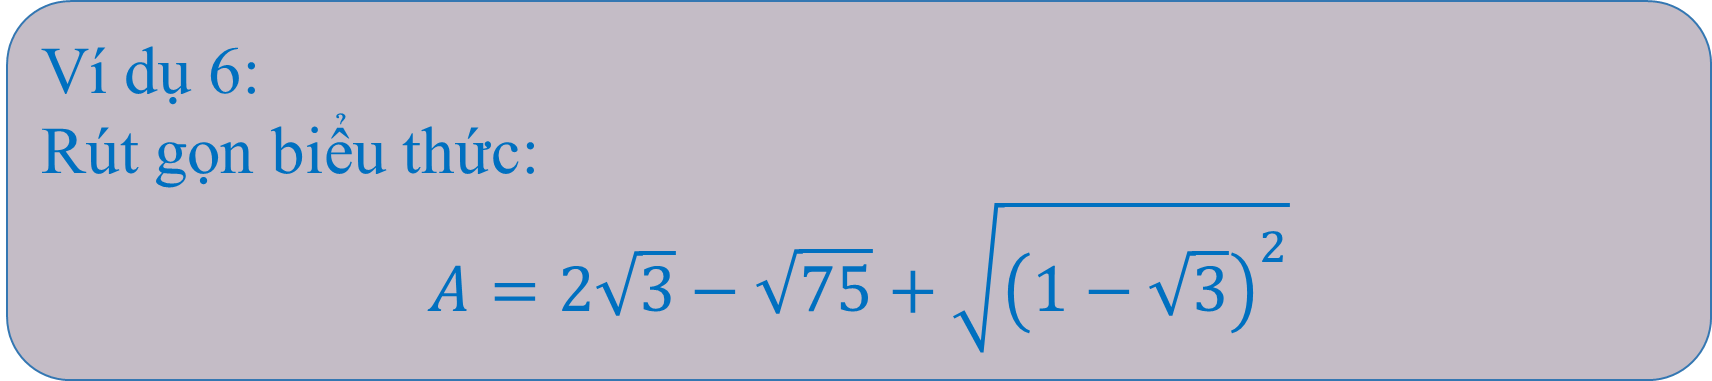 Ví dụ 6:
Rút gọn biểu thức:
A = 2√3 − √75 + √(1 − √3)²